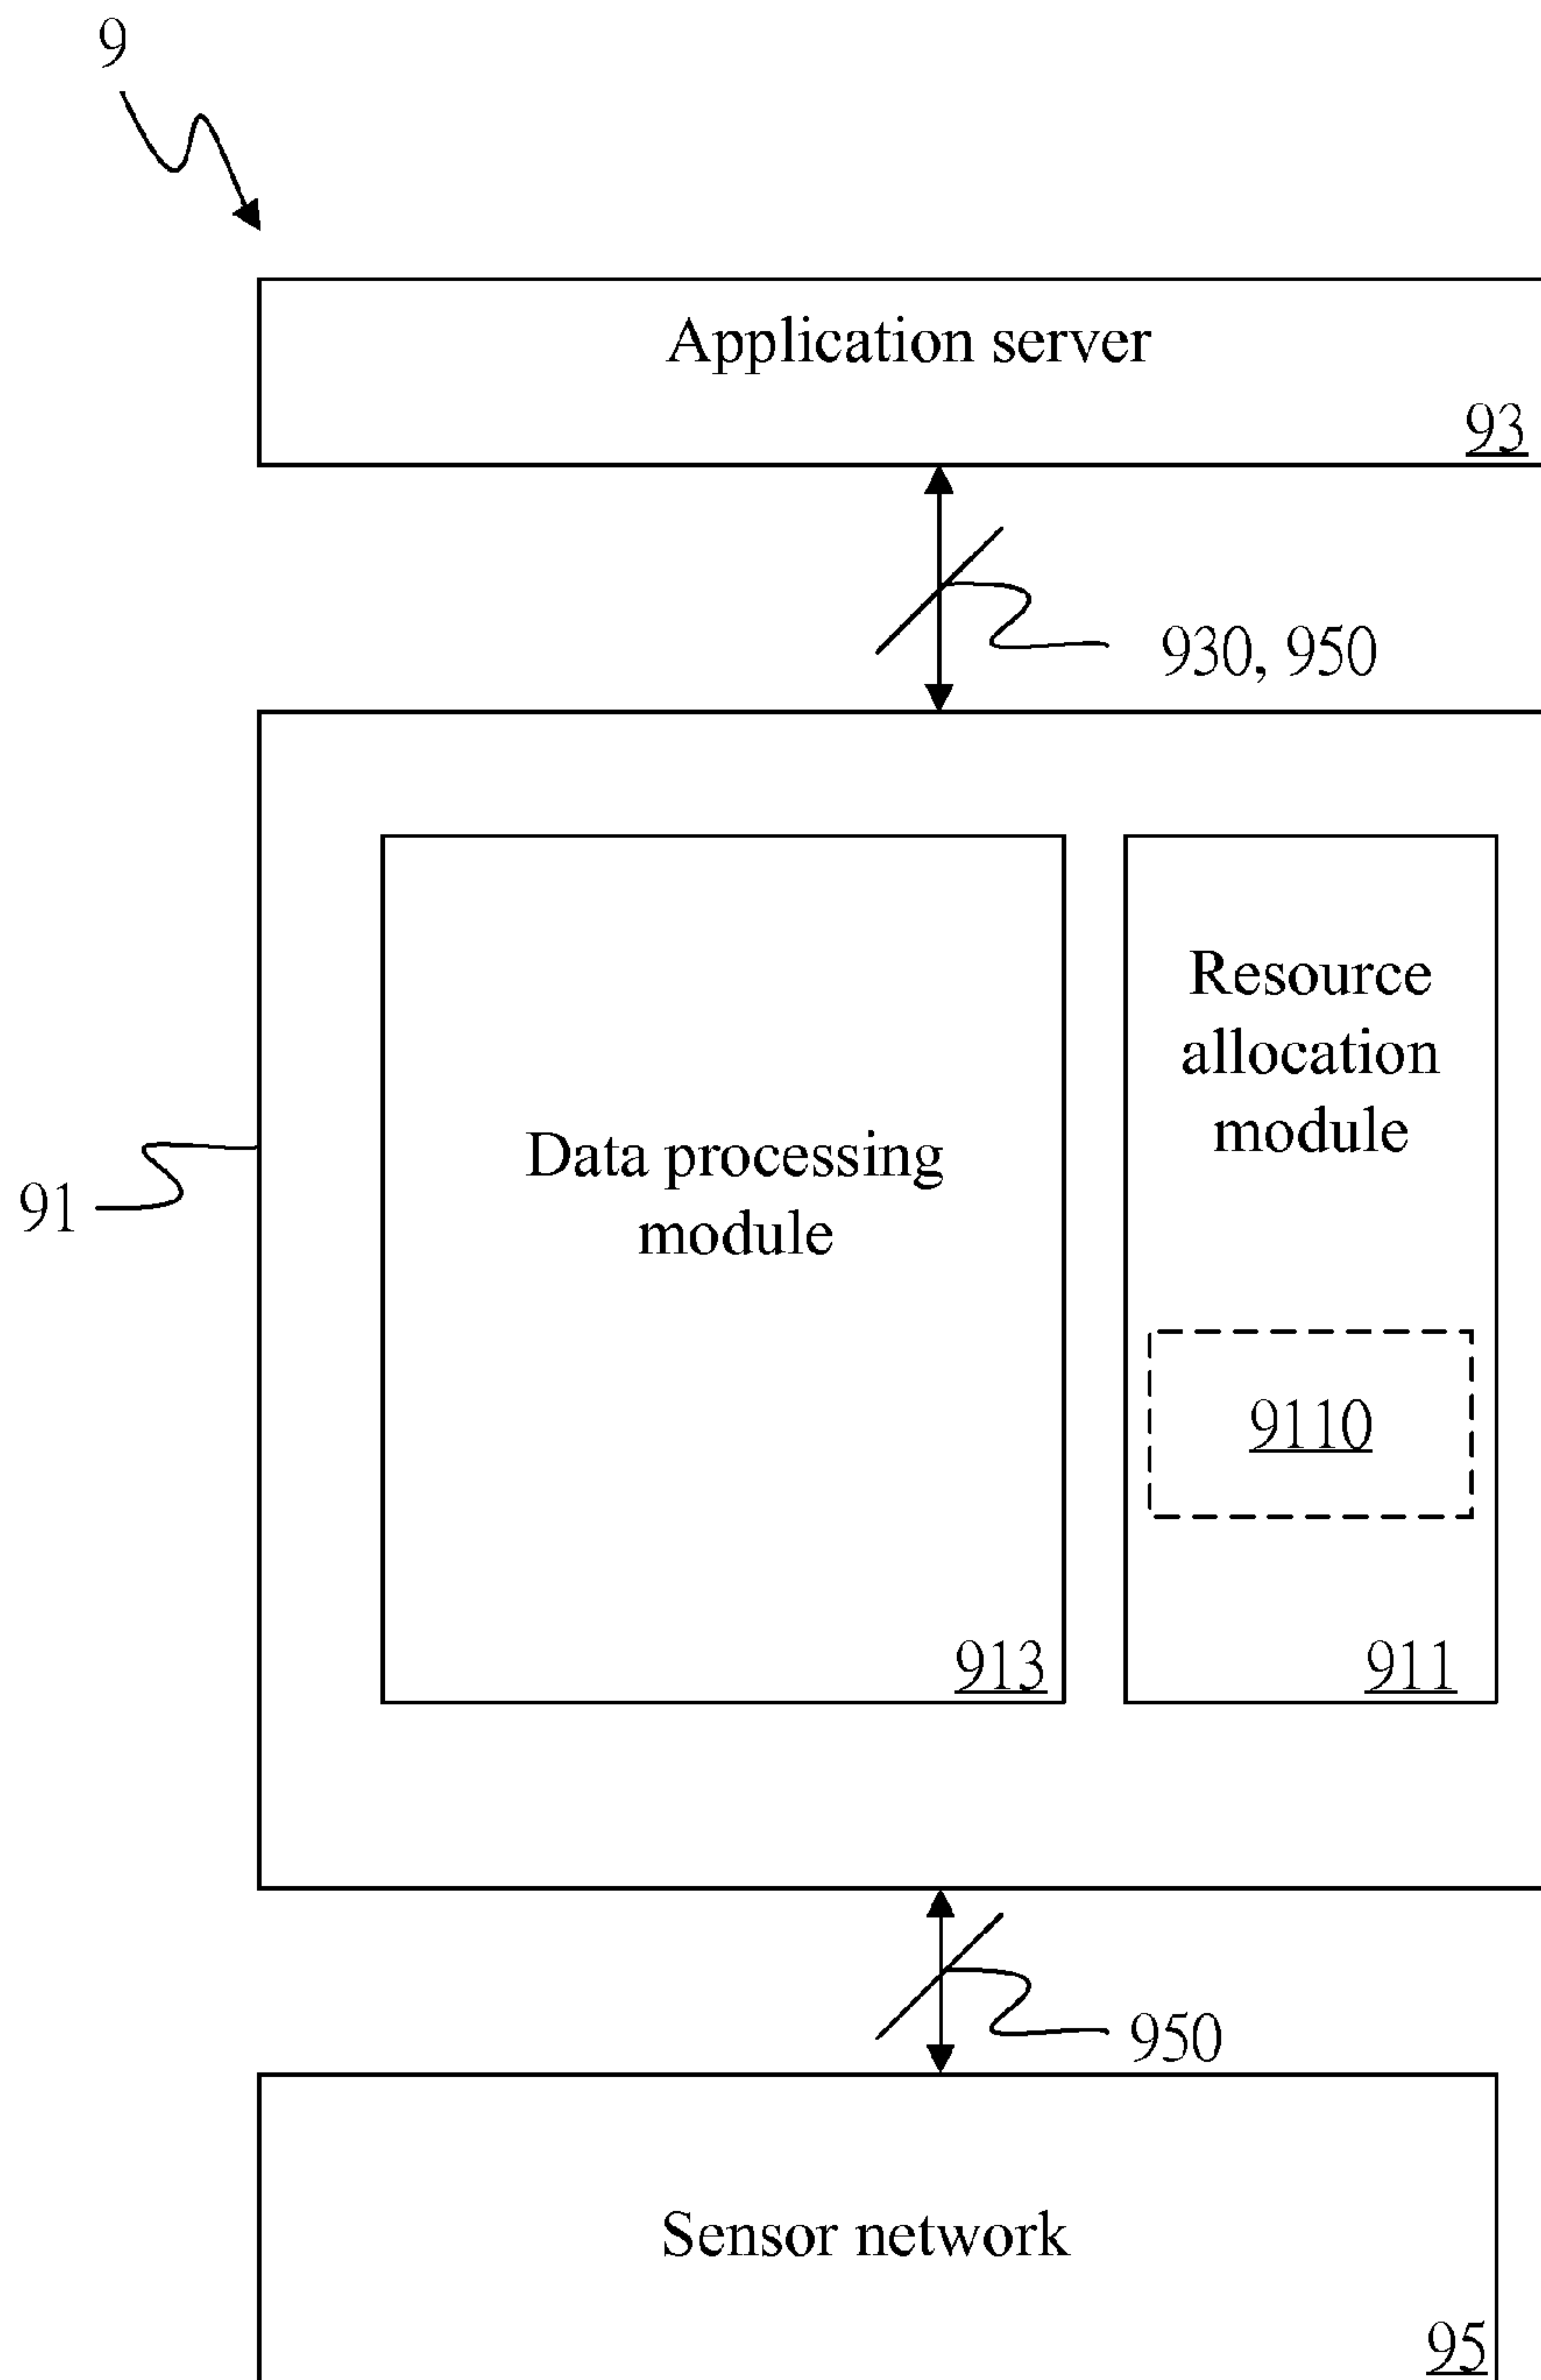 9
Application server
93
930, 950
Resource
allocation
module
Data processing
module
91
9110
913
911
950
Sensor network
95